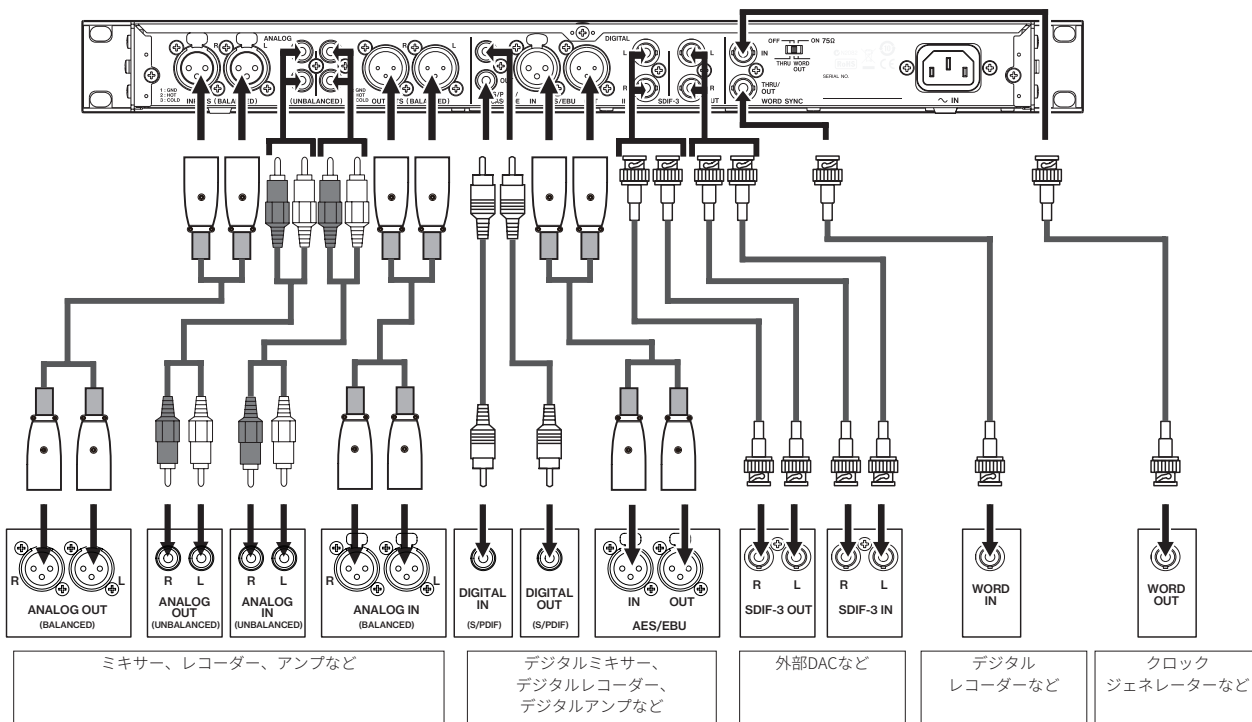 ANALOG
DIGITAL
OFF
ON 75Ω
THRU WORD
OUT
SERIAL NO.
R
L
R
L
L
L
R
R
IN
THRU/
OUT
WORD SYNC
1 : GND
2 : HOT
3 : COLD
(BALANCED)
(UNBALANCED)
GND
HOT
COLD
(BALANCED)
IN
SDIF-3
～ IN
R
L
ANALOG OUT
(BALANCED)
R
L
ANALOG
OUT
(UNBALANCED)
R
L
ANALOG
IN
(UNBALANCED)
R
L
ANALOG IN
(BALANCED)
DIGITAL
IN
(S/PDIF)
DIGITAL
OUT
(S/PDIF)
IN
OUT
AES/EBU
R
L
SDIF-3 OUT
R
L
SDIF-3 IN
WORD
IN
WORD
OUT
ミキサー、レコーダー、アンプなど
デジタルミキサー、
デジタルレコーダー、
デジタルアンプなど
外部DACなど
デジタル
レコーダーなど
クロック
ジェネレーターなど